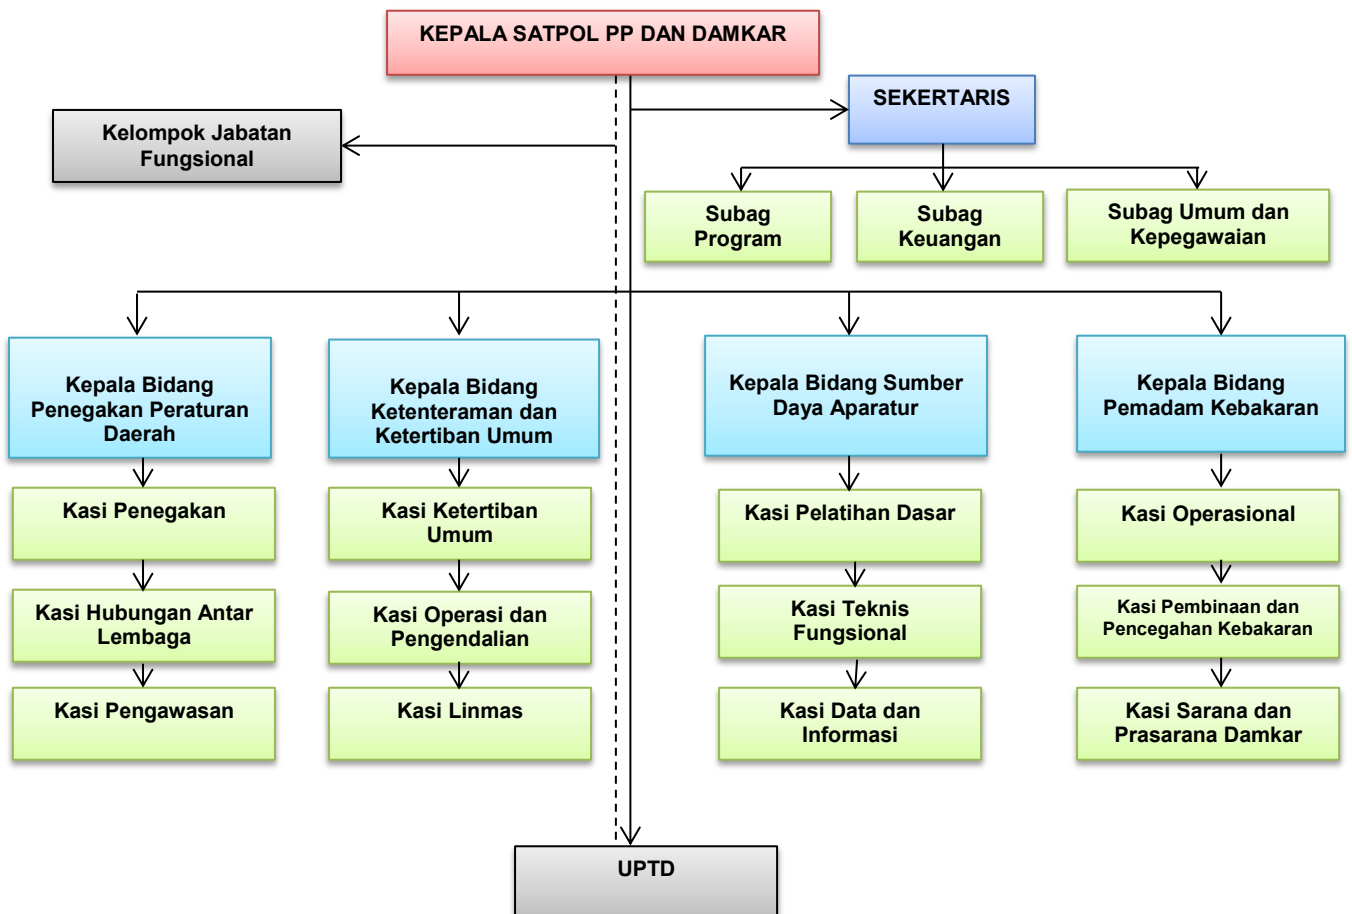 KEPALA SATPOL PP DAN DAMKAR
SEKERTARIS
Kelompok Jabatan
Fungsional
Subag
Program
Subag
Keuangan
Subag Umum dan
Kepegawaian
Kepala Bidang
Penegakan Peraturan
Daerah
Kepala Bidang
Ketenteraman dan
Ketertiban Umum
Kepala Bidang Sumber
Daya Aparatur
Kepala Bidang
Pemadam Kebakaran
Kasi Penegakan
Kasi Ketertiban
Umum
Kasi Pelatihan Dasar
Kasi Operasional
Kasi Hubungan Antar
Lembaga
Kasi Operasi dan
Pengendalian
Kasi Teknis
Fungsional
Kasi Pembinaan dan
Pencegahan Kebakaran
Kasi Pengawasan
Kasi Linmas
Kasi Data dan
Informasi
Kasi Sarana dan
Prasarana Damkar
UPTD